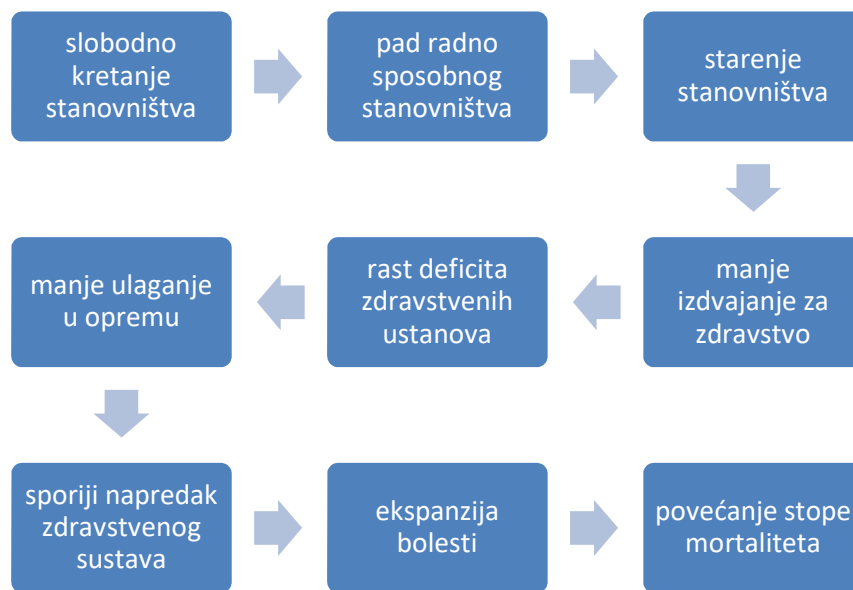 slobodno
kretanje
stanovništva
pad radno
sposobnog
stanovništva
starenje
stanovništva
manje
izdvajanje za
zdravstvo
rast deficita
zdravstvenih
ustanova
manje ulaganje
u opremu
sporiji napredak
zdravstvenog
sustava
ekspanzija
bolesti
povećanje stope
mortaliteta